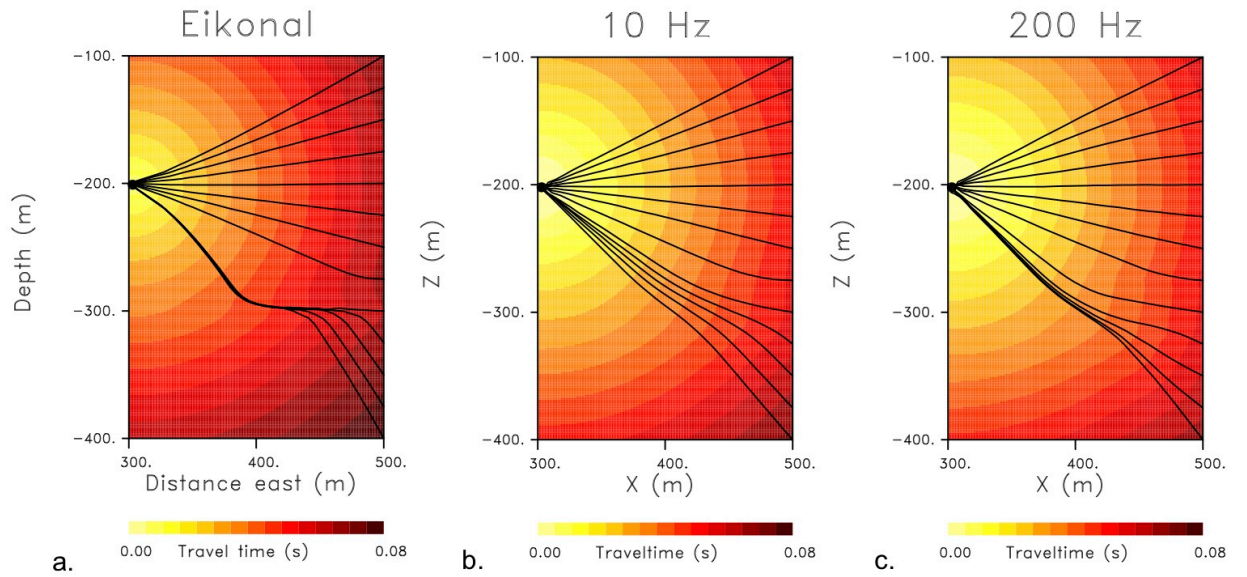 Eikonal
-100.
-200.
-300.
-400.
Depth (m)
300.
400.
500.
Distance east (m)
0.00
Travel time (s)
0.08
a.
10 Hz
-100.
-200.
-300.
-400.
Z (m)
300.
400.
500.
X (m)
0.00
Traveltime (s)
0.08
b.
200 Hz
-100.
-200.
-300.
-400.
Z (m)
300.
400.
500.
X (m)
0.00
Traveltime (s)
0.08
c.